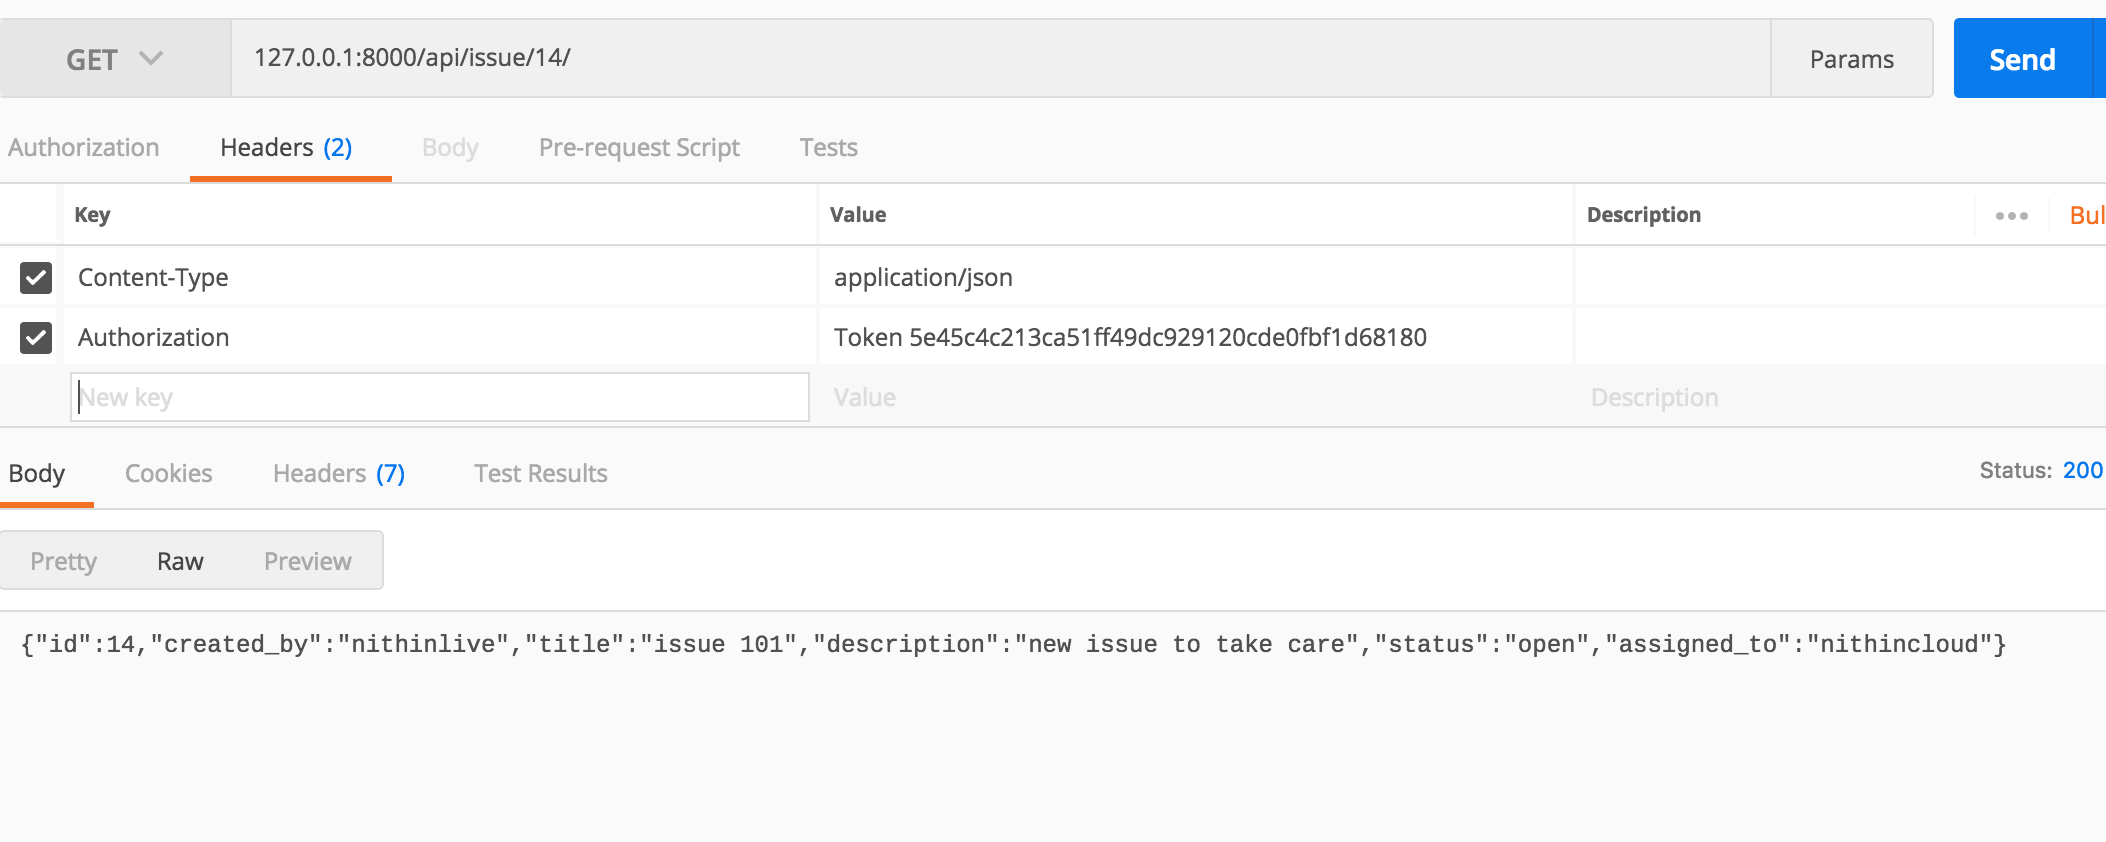 GET 127.0.0.1:8000/api/issue/14/ Params Send
Authorization Headers (2) Body Pre-request Script Tests
Key Value Description Bul
Content-Type application/json
Authorization Token 5e45c4c213ca51ff49dc929120cde0fbf1d68180
New key Value Description
Body Cookies Headers (7) Test Results Status: 200
Pretty Raw Preview
{"id":14,"created_by":"nithinlive","title":"issue 101","description":"new issue to take care","status":"open","assigned_to":"nithincloud"}